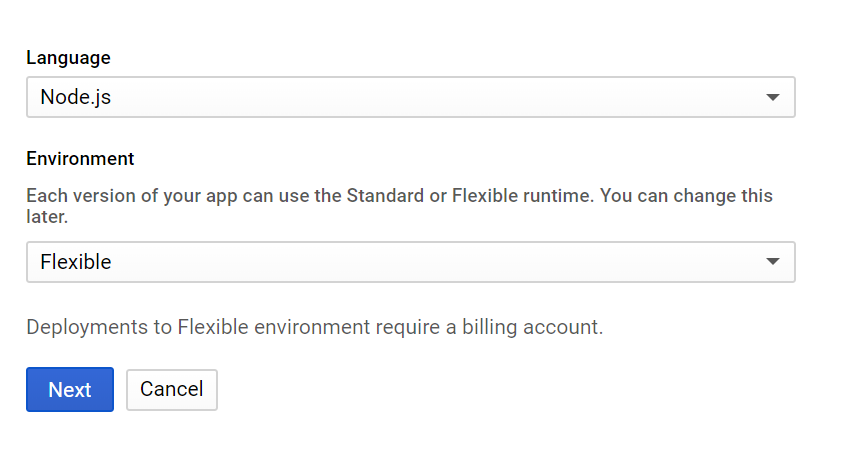 Language
Node.js
Environment
Each version of your app can use the Standard or Flexible runtime. You can change this
later.
Flexible
Deployments to Flexible environment require a billing account.
Next
Cancel